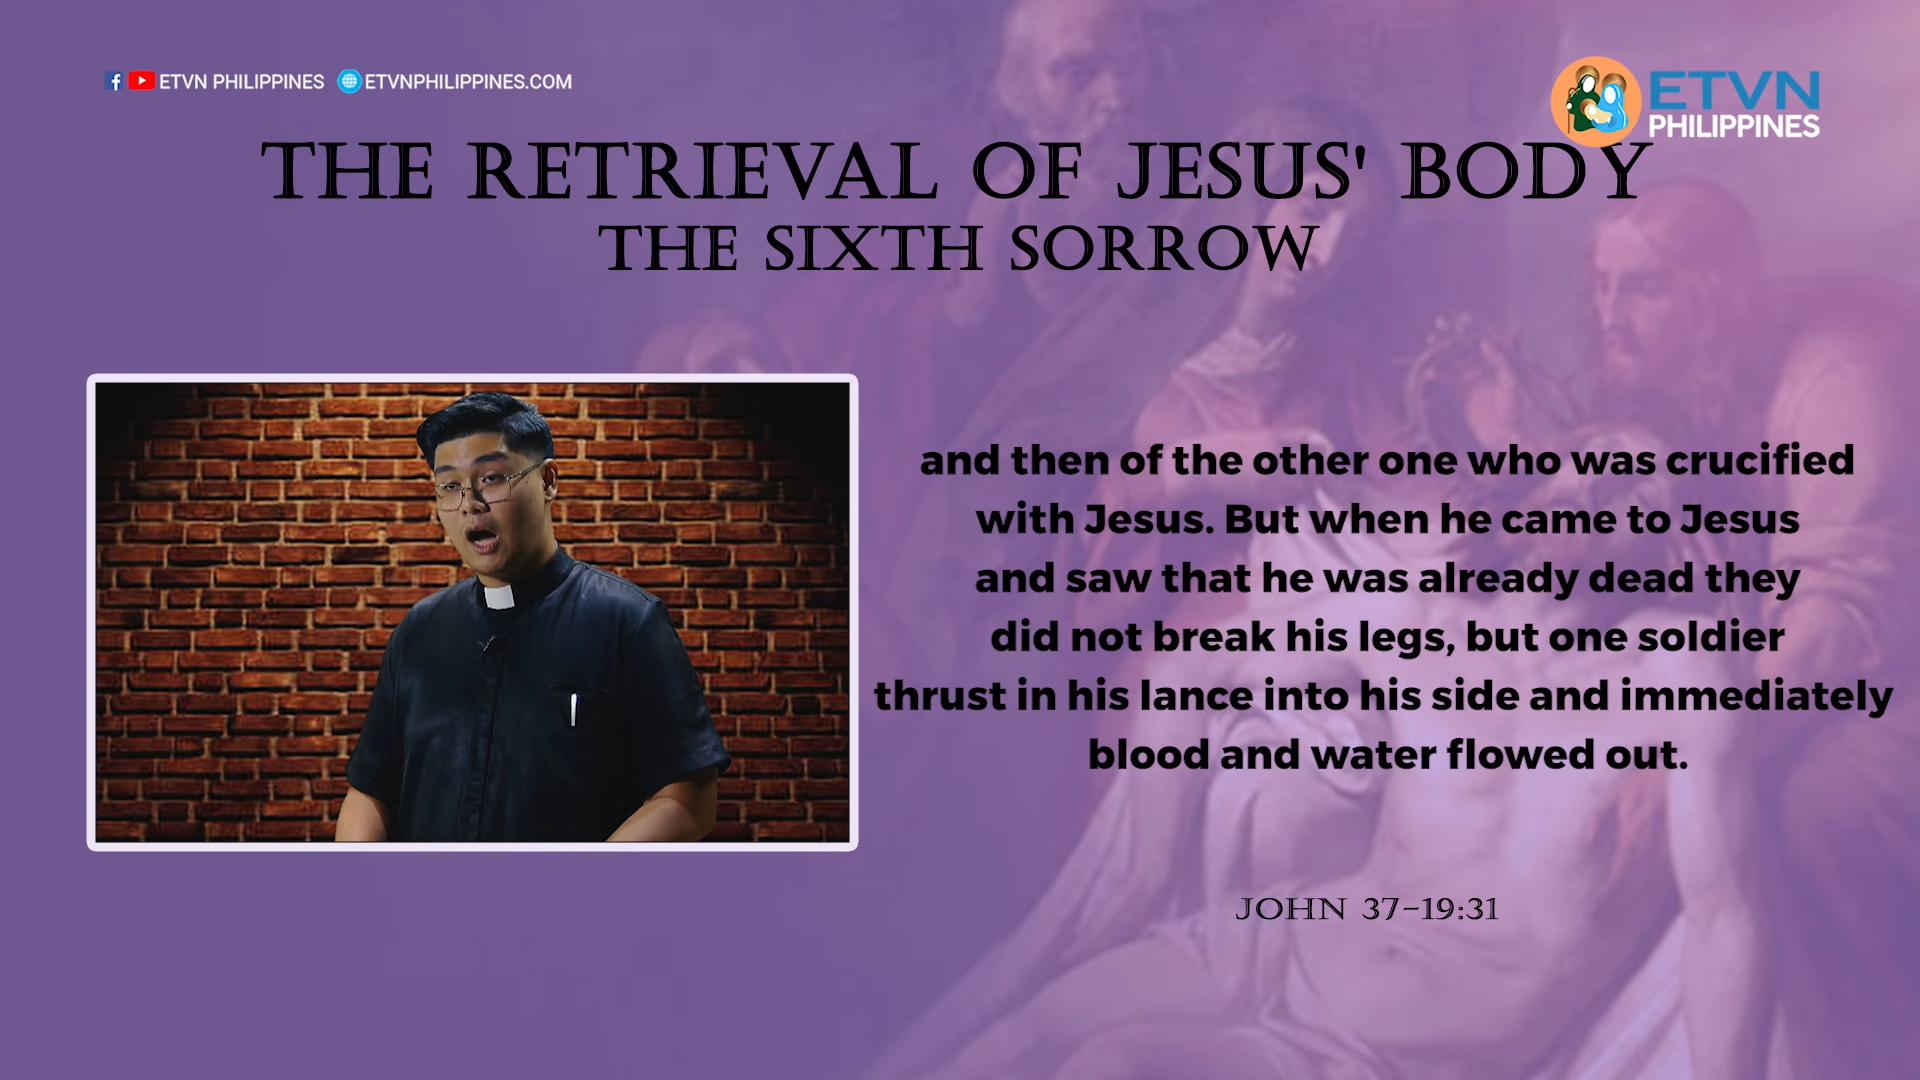 ETVN PHILIPPINES ETVNPHILIPPINES.COM
ETVN
PHILIPPINES
THE RETRIEVAL OF JESUS' BODY
THE SIXTH SORROW
and then of the other one who was crucified
with Jesus. But when he came to Jesus
and saw that he was already dead they
did not break his legs, but one soldier
thrust in his lance into his side and immediately
blood and water flowed out.
JOHN 37-19:31